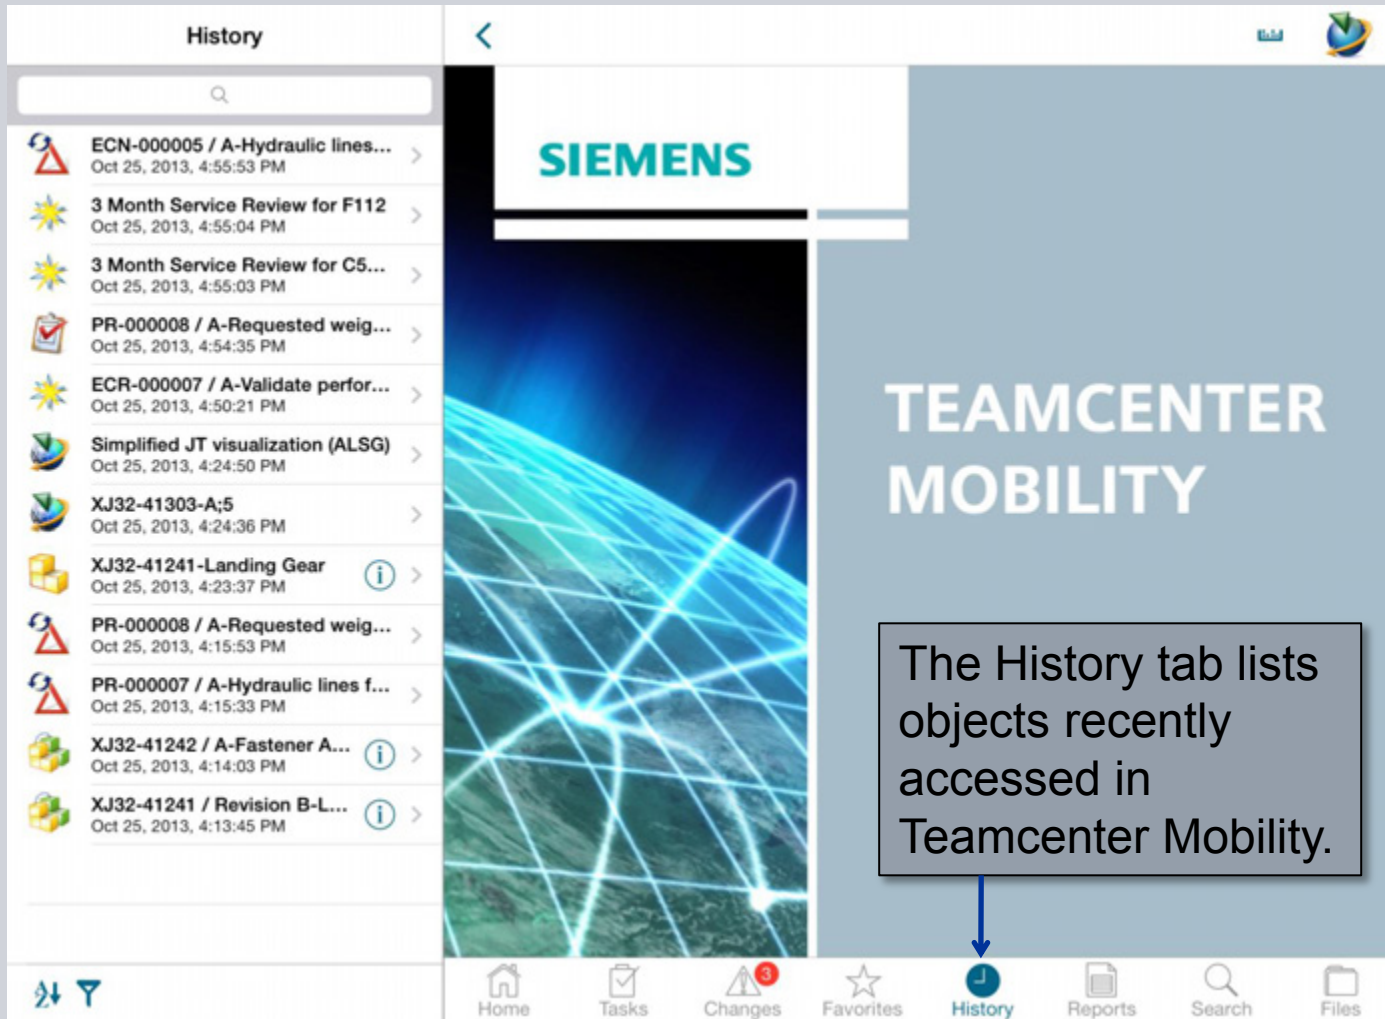 History
ECN-000005 / A-Hydraulic lines...
Oct 25, 2013, 4:55:53 PM
3 Month Service Review for F112
Oct 25, 2013, 4:55:04 PM
3 Month Service Review for C5...
Oct 25, 2013, 4:55:03 PM
PR-000008 / A-Requested weig...
Oct 25, 2013, 4:54:35 PM
ECR-000007 / A-Validate perfor...
Oct 25, 2013, 4:50:21 PM
Simplified JT visualization (ALSG)
Oct 25, 2013, 4:24:50 PM
XJ32-41303-A;5
Oct 25, 2013, 4:24:36 PM
XJ32-41241-Landing Gear
Oct 25, 2013, 4:23:37 PM
PR-000008 / A-Requested weig...
Oct 25, 2013, 4:15:53 PM
PR-000007 / A-Hydraulic lines f...
Oct 25, 2013, 4:15:33 PM
XJ32-41242 / A-Fastener A...
Oct 25, 2013, 4:14:03 PM
XJ32-41241 / Revision B-L...
Oct 25, 2013, 4:13:45 PM
SIEMENS
TEAMCENTER
MOBILITY
The History tab lists
objects recently
accessed in
Teamcenter Mobility.
3
Home Tasks Changes Favorites History Reports Search Files